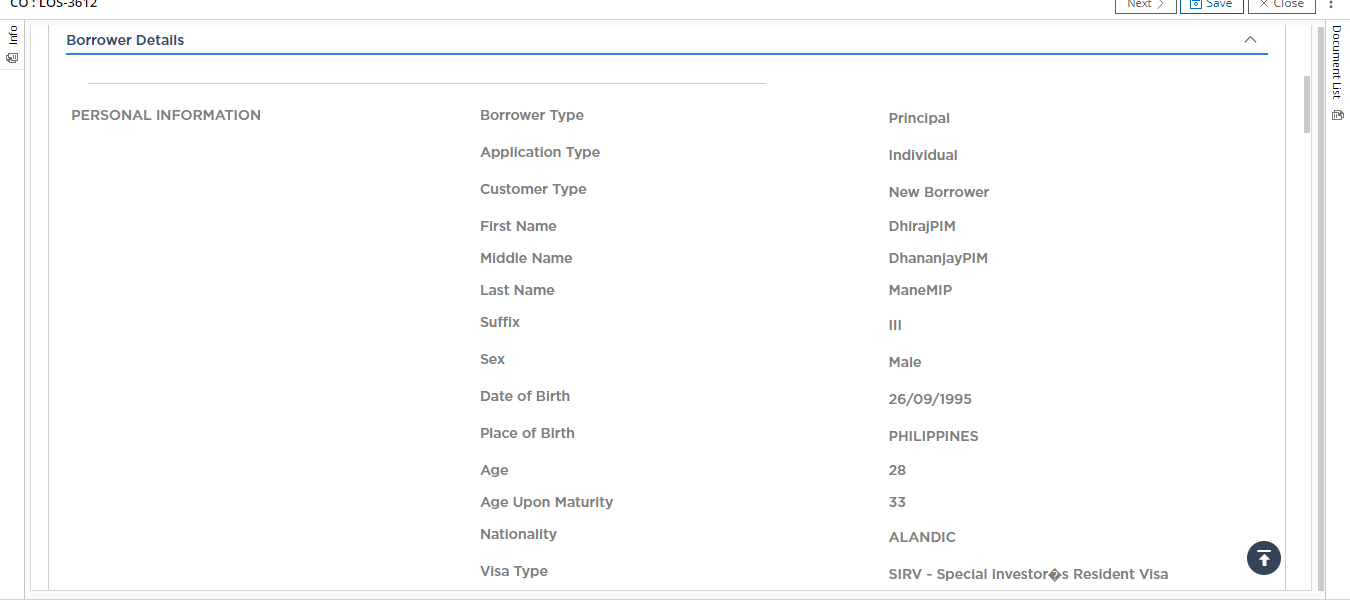 CO : LOS-3612
Next
Save
Close
Info
Document List
Borrower Details
PERSONAL INFORMATION
Borrower Type Principal
Application Type Individual
Customer Type New Borrower
First Name DhirajPIM
Middle Name DhananjayPIM
Last Name ManeMIP
Suffix III
Sex Male
Date of Birth 26/09/1995
Place of Birth PHILIPPINES
Age 28
Age Upon Maturity 33
Nationality ALANDIC
Visa Type SIRV - Special Investor�s Resident Visa